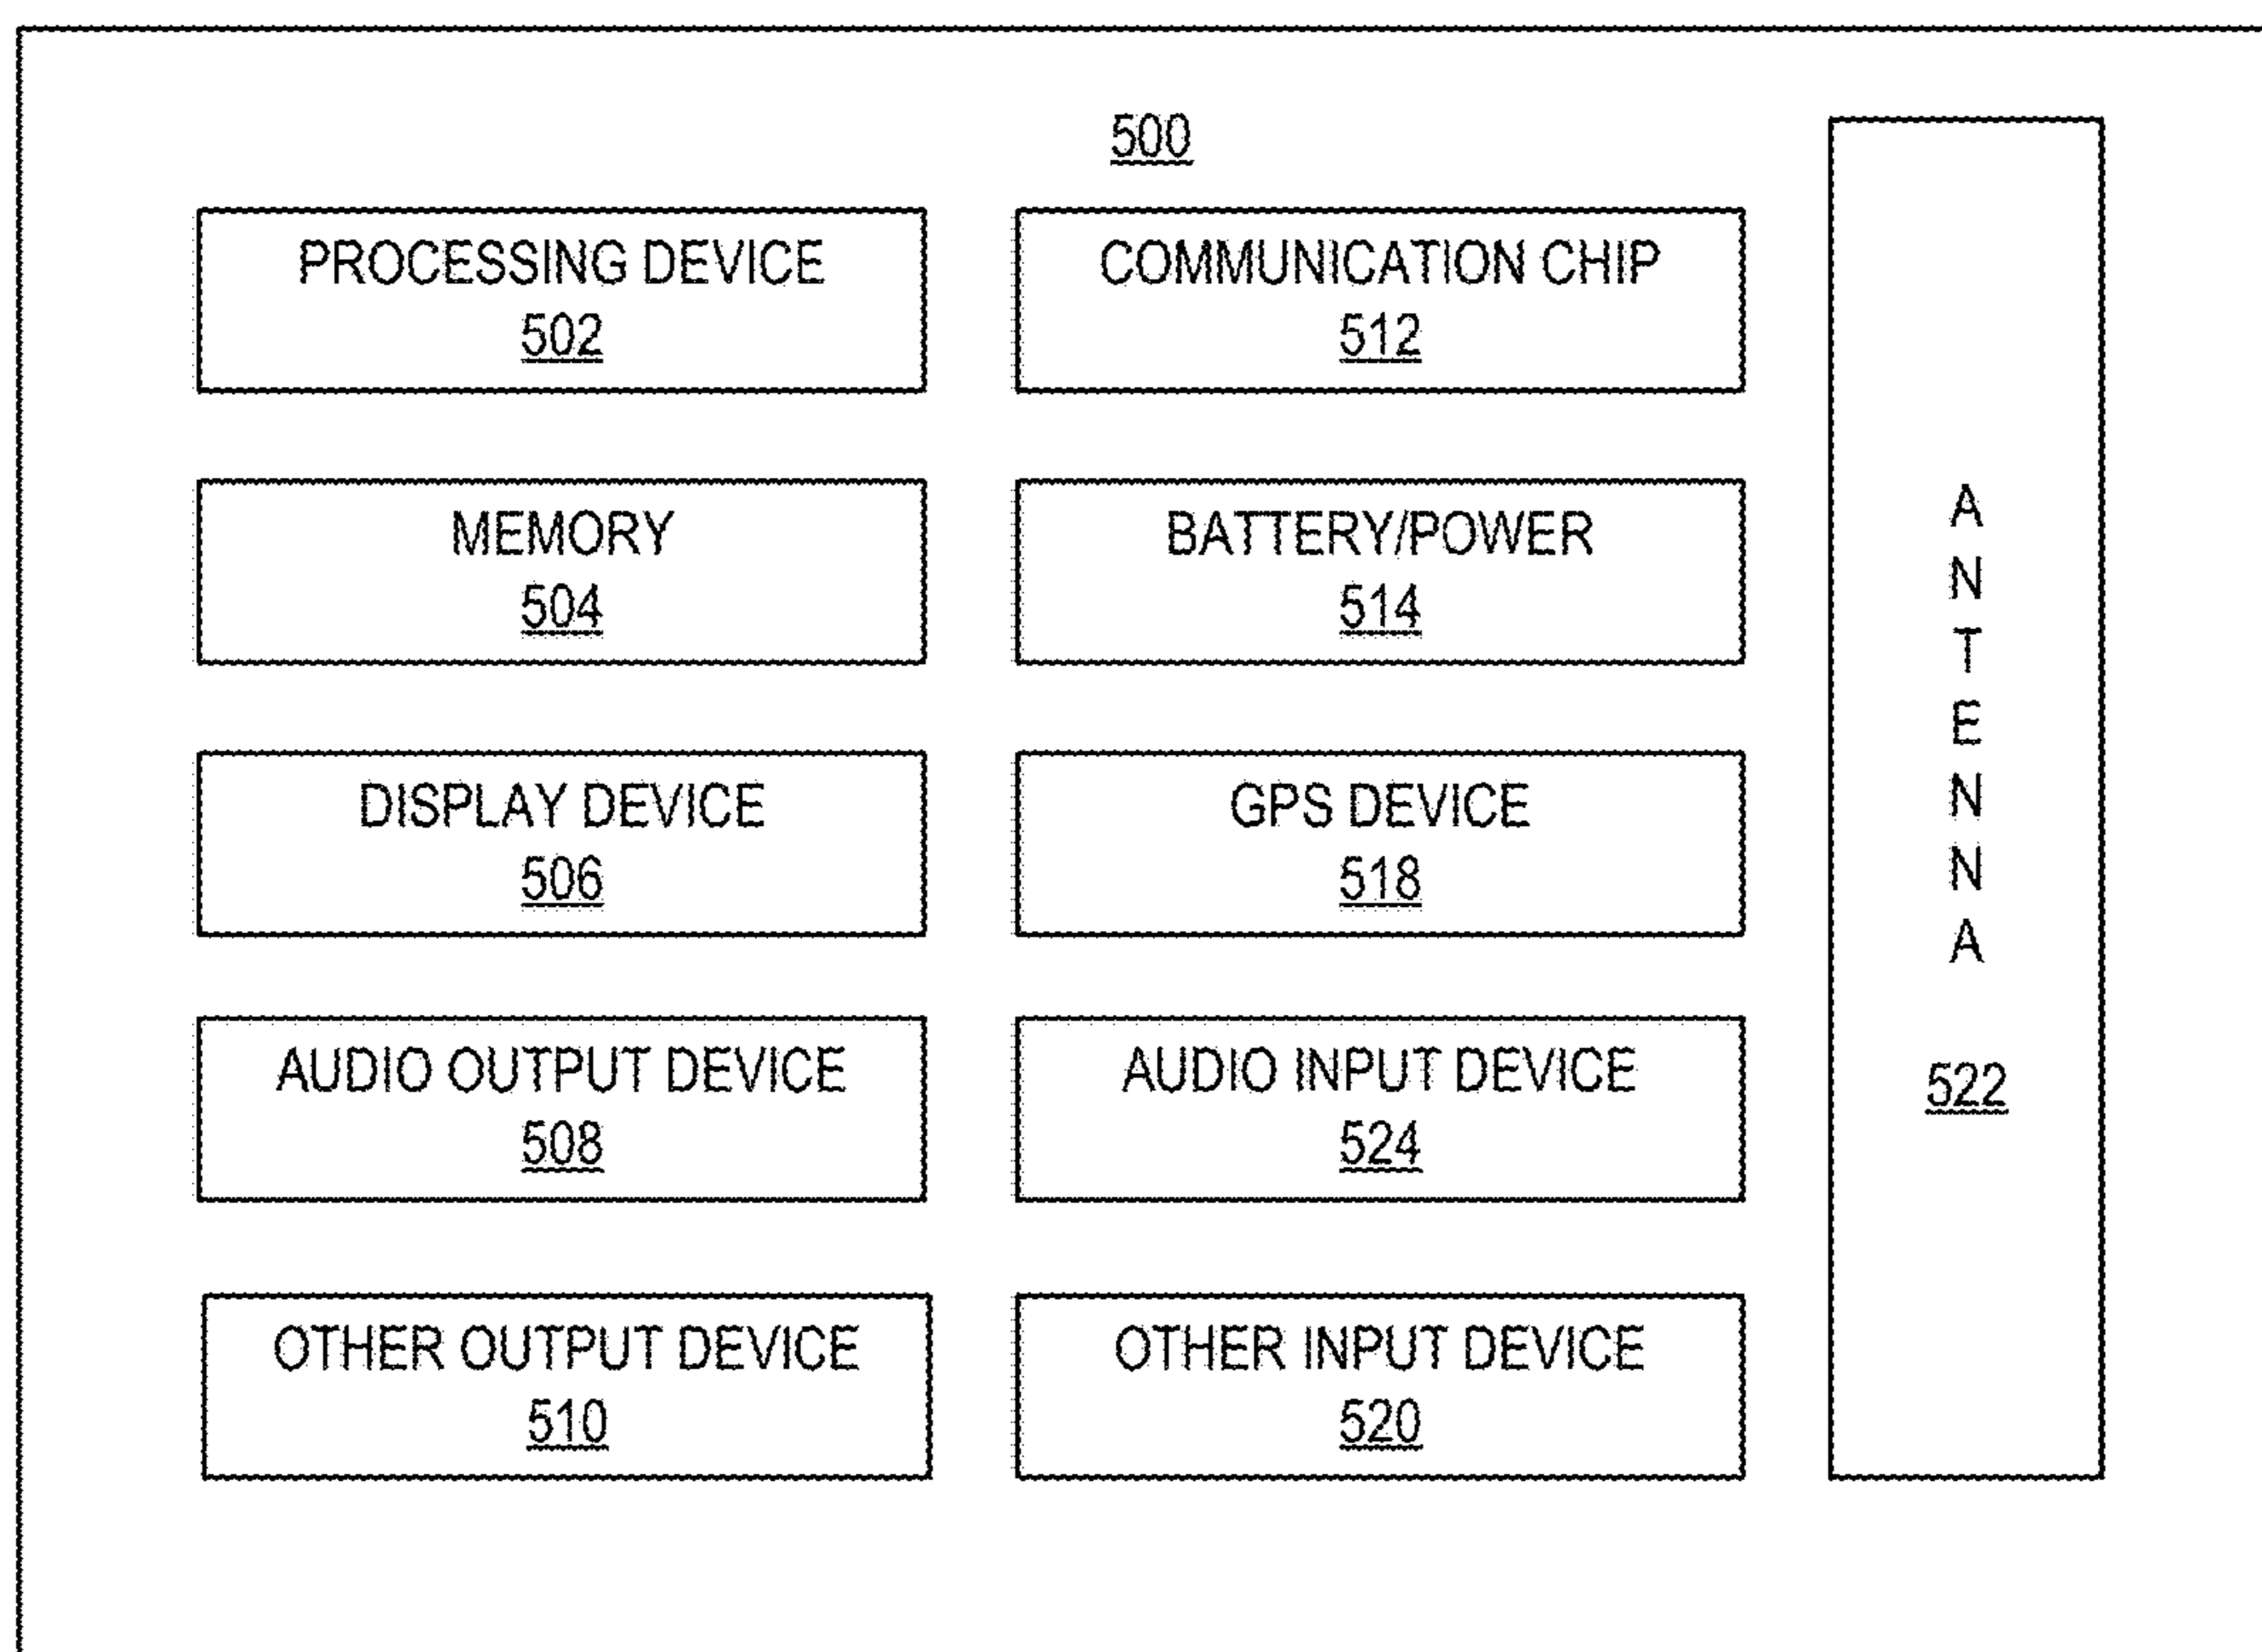 500
PROCESSING DEVICE
502
COMMUNICATION CHIP
512
MEMORY
504
BATTERY/POWER
514
DISPLAY DEVICE
506
GPS DEVICE
518
AUDIO OUTPUT DEVICE
508
AUDIO INPUT DEVICE
524
OTHER OUTPUT DEVICE
510
OTHER INPUT DEVICE
520
ANTENNA
522